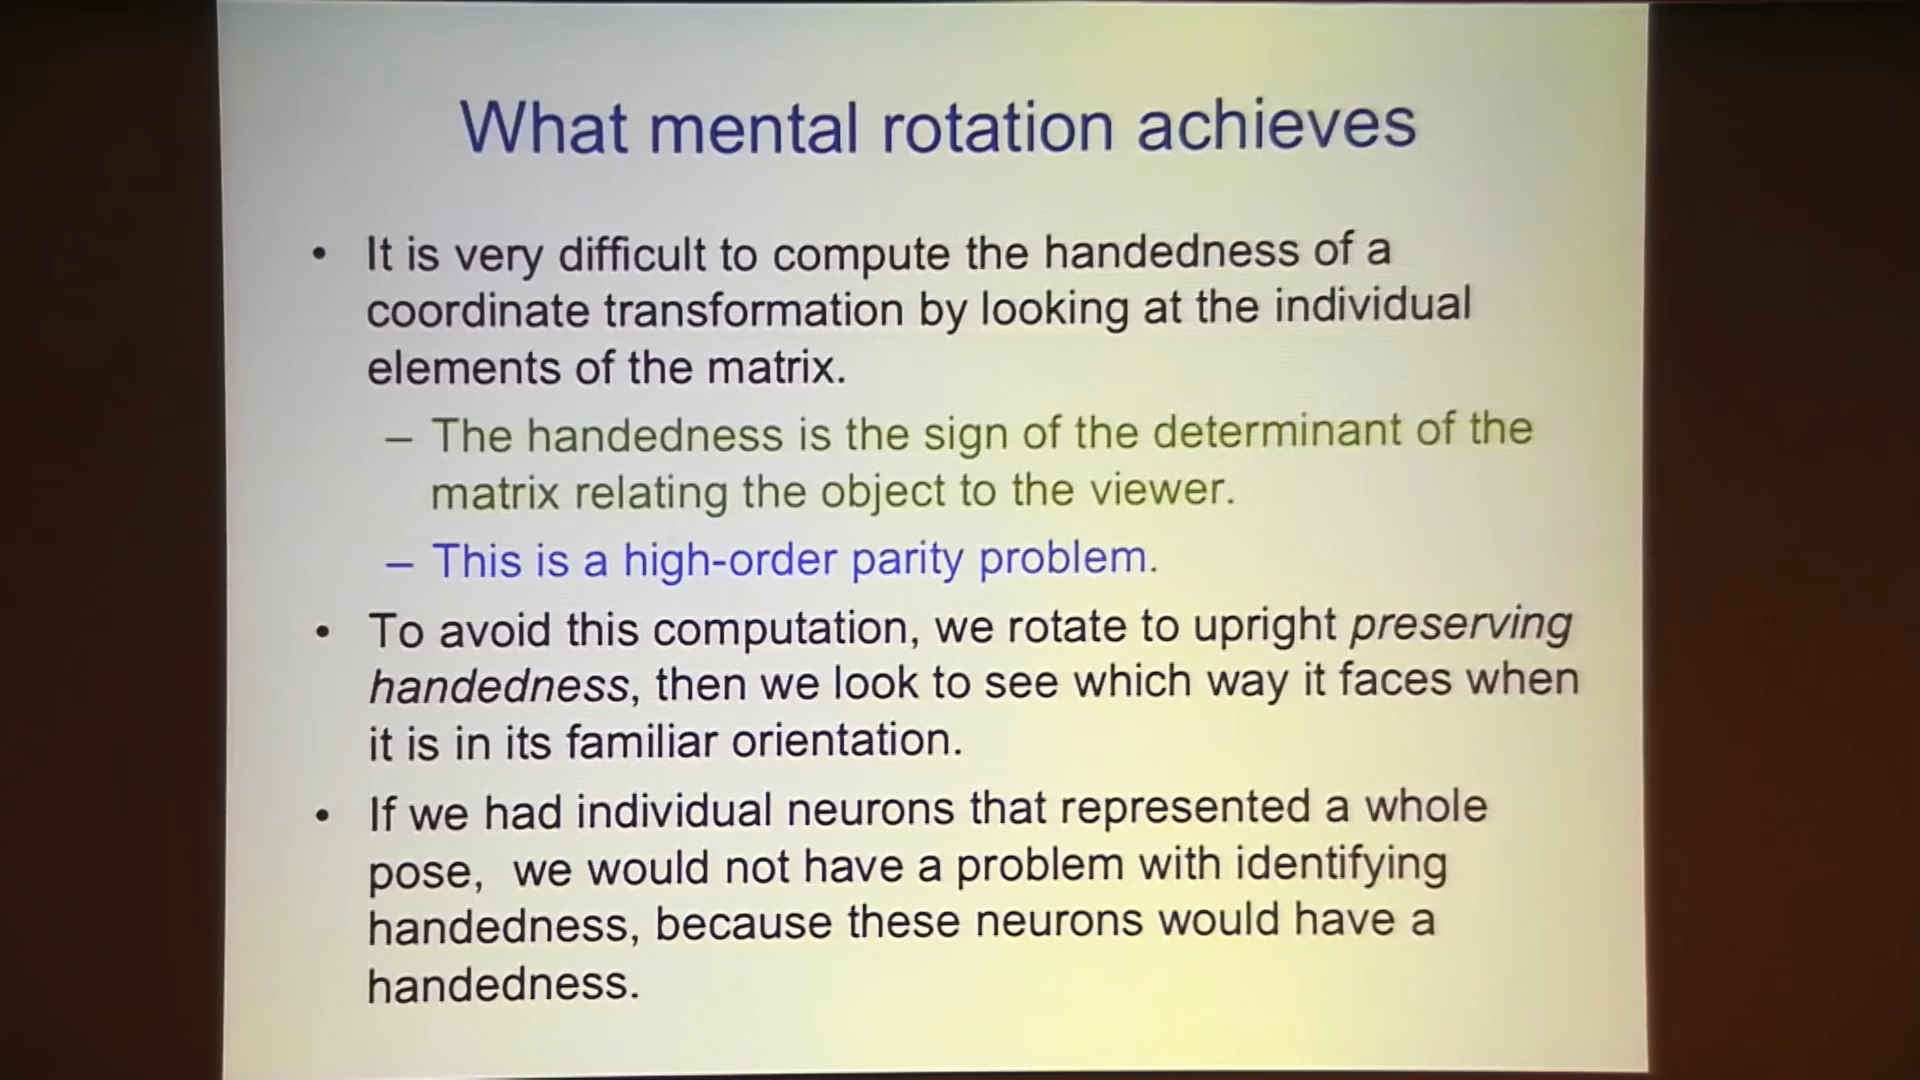 What mental rotation achieves
• It is very difficult to compute the handedness of a
coordinate transformation by looking at the individual
elements of the matrix.
– The handedness is the sign of the determinant of the
matrix relating the object to the viewer.
– This is a high-order parity problem.
• To avoid this computation, we rotate to upright preserving
handedness, then we look to see which way it faces when
it is in its familiar orientation.
• If we had individual neurons that represented a whole
pose, we would not have a problem with identifying
handedness, because these neurons would have a
handedness.